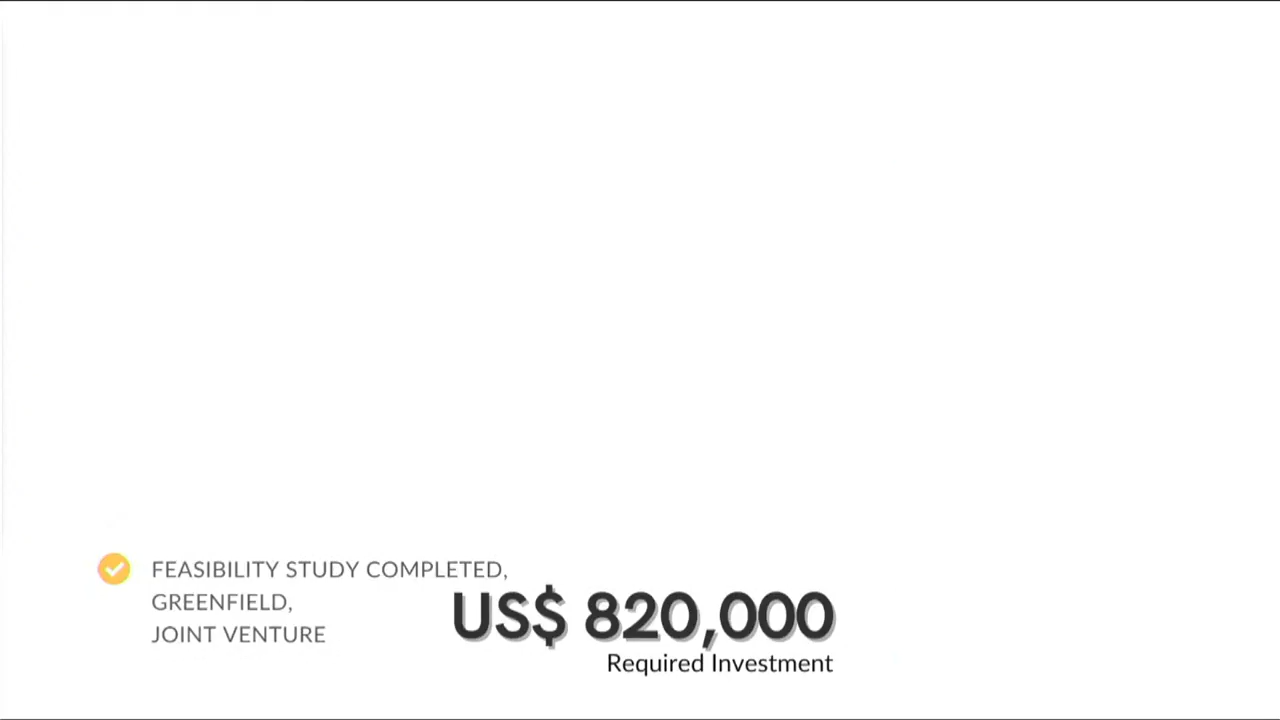 FEASIBILITY STUDY COMPLETED,
GREENFIELD,
JOINT VENTURE
US$ 820,000
Required Investment